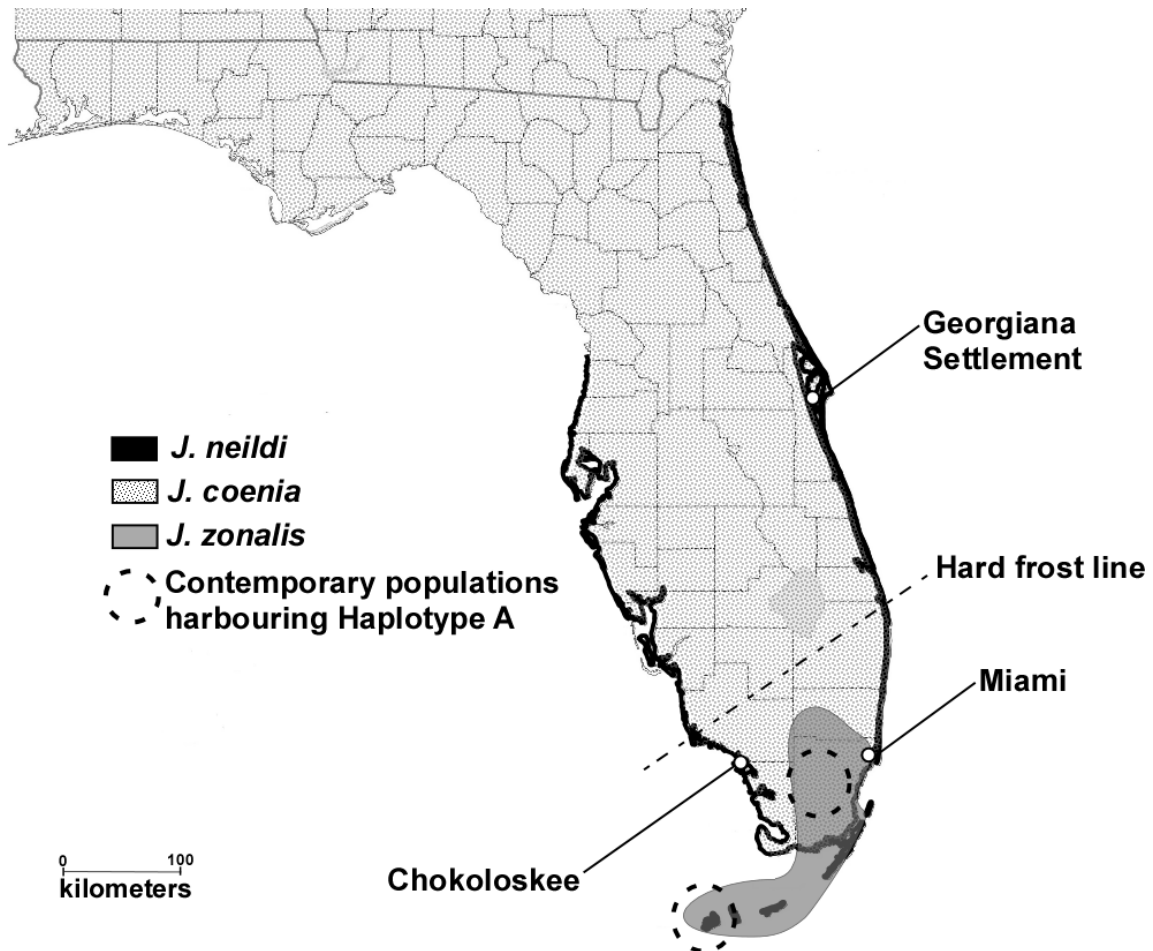 Georgiana
Settlement
J. neildi
J. coenia
J. zonalis
Contemporary populations
harbouring Haplotype A
Hard frost line
Miami
Chokoloskee
0 100
kilometers